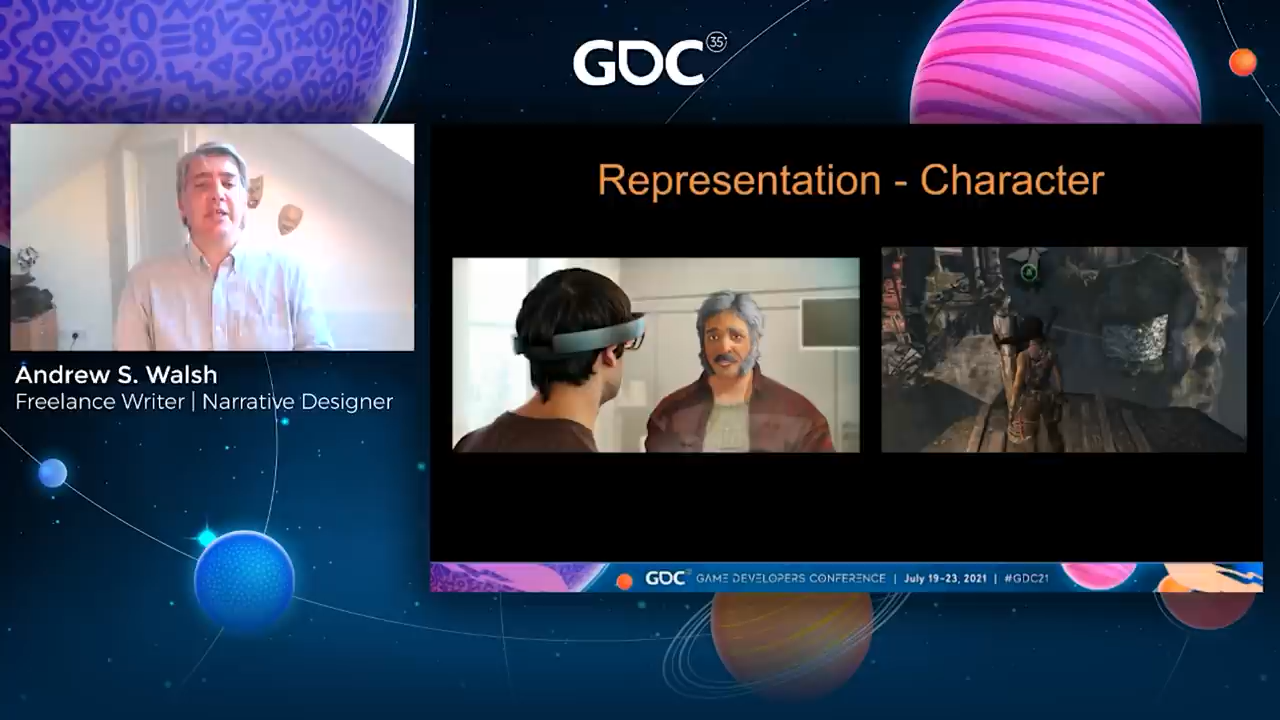 GDC 35
Representation - Character
Andrew S. Walsh
Freelance Writer | Narrative Designer
GDC GAME DEVELOPERS CONFERENCE | July 19-23, 2021 | #GDC21